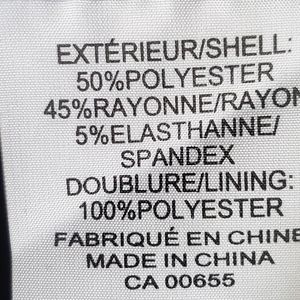 EXTÉRIEUR/SHELL:
50%POLYESTER
45%RAYONNE/RAYON
5%ELASTHANNE/
SPANDEX
DOUBLURE/LINING:
100%POLYESTER
FABRIQUÉ EN CHINE
MADE IN CHINA
CA 00655